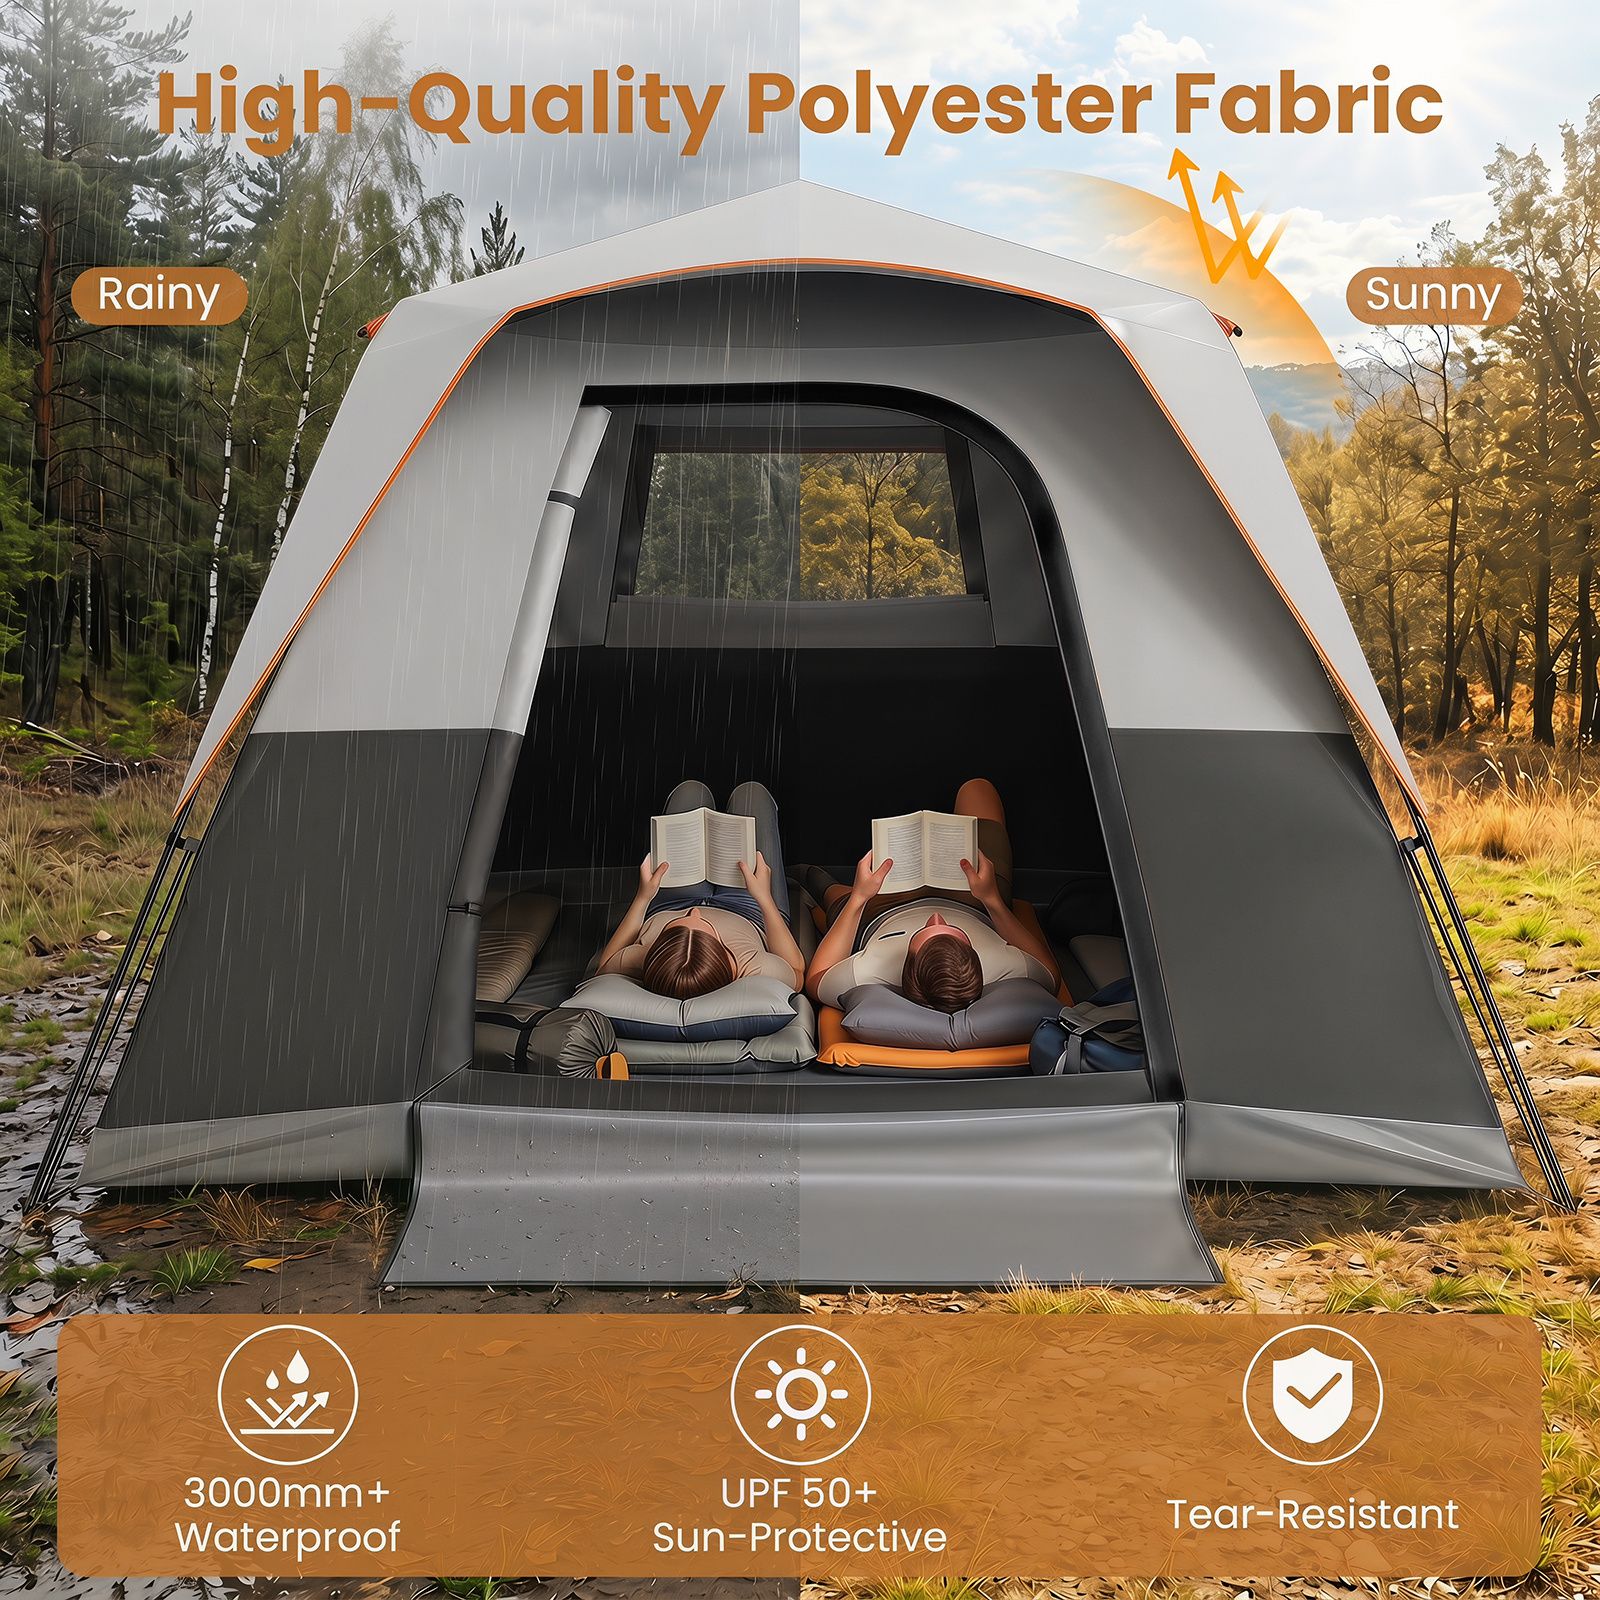 High-Quality Polyester Fabric
Rainy
Sunny
3000mm+
Waterproof
UPF 50+
Sun-Protective
Tear-Resistant